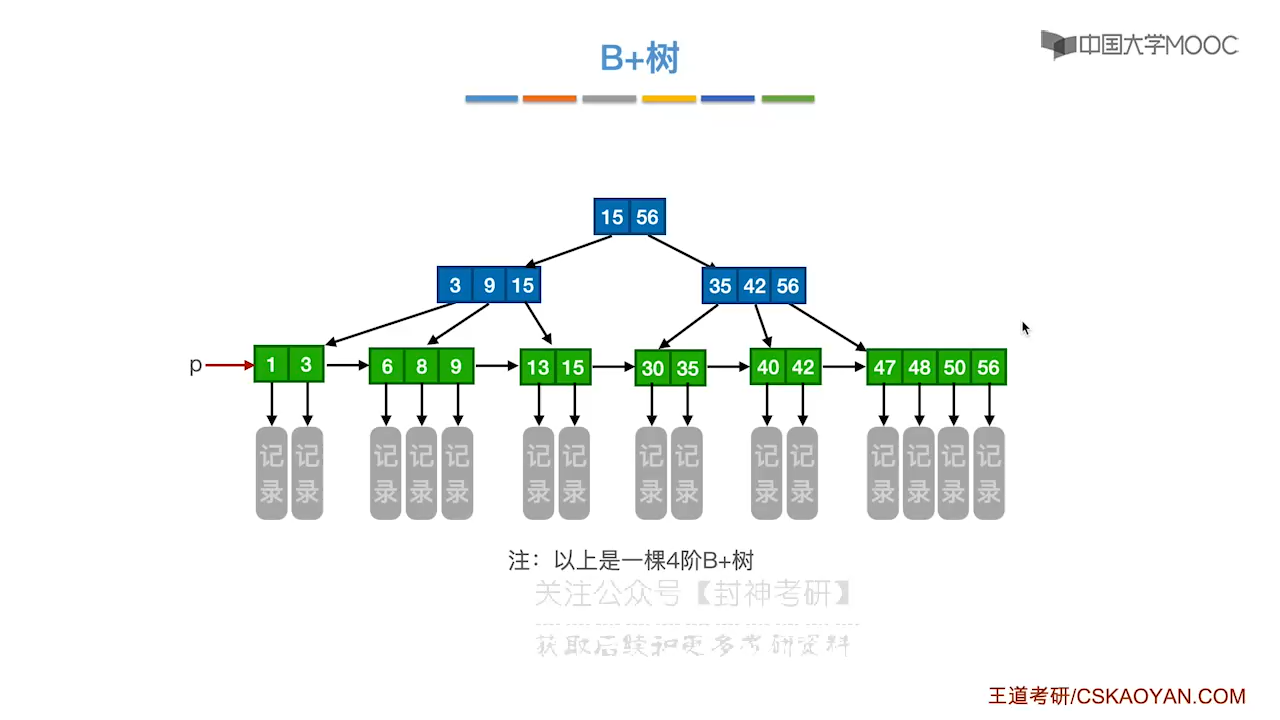 B+树
中国大学MOOC
15 56
3 9 15
35 42 56
p
1 3
6 8 9
13 15
30 35
40 42
47 48 50 56
记录 记录
记录 记录 记录
记录 记录
记录 记录
记录 记录
记录 记录 记录 记录
注：以上是一棵4阶B+树
关注公众号【封神考研】
获取后续和更多考研资料
王道考研/CSKAOYAN.COM